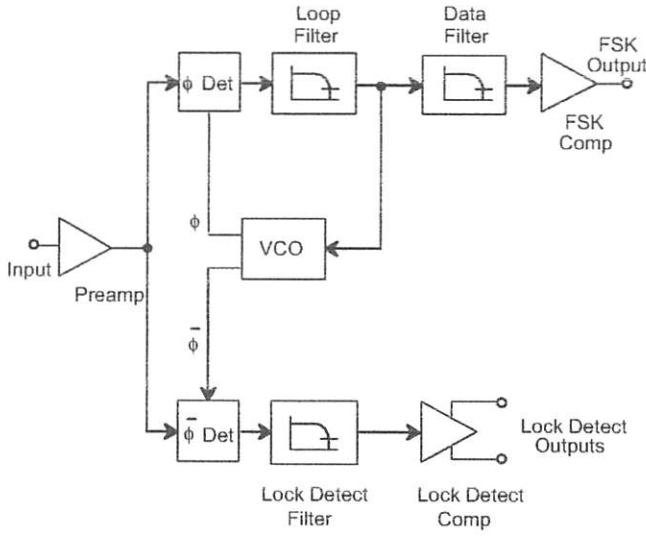 Loop
Filter
Data
Filter
FSK
Output
ϕ Det
FSK
Comp
ϕ
VCO
Input
Preamp
ϕ̄
ϕ̄ Det
Lock Detect
Outputs
Lock Detect
Filter
Lock Detect
Comp